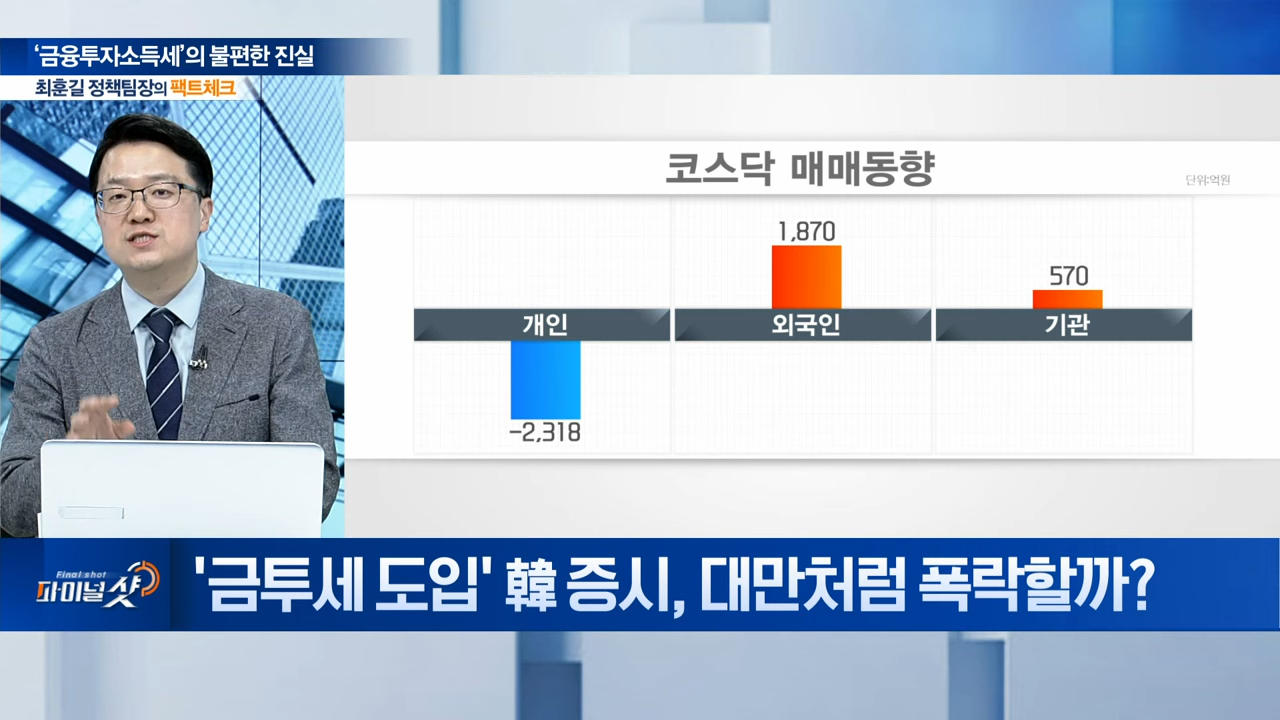 ‘금융투자소득세’의 불편한 진실
최훈길 정책팀장의 팩트체크
코스닥 매매동향
단위:억원
1,870
570
개인
외국인
기관
-2,318
Final shot
파이널 샷
'금투세 도입' 韓 증시, 대만처럼 폭락할까?